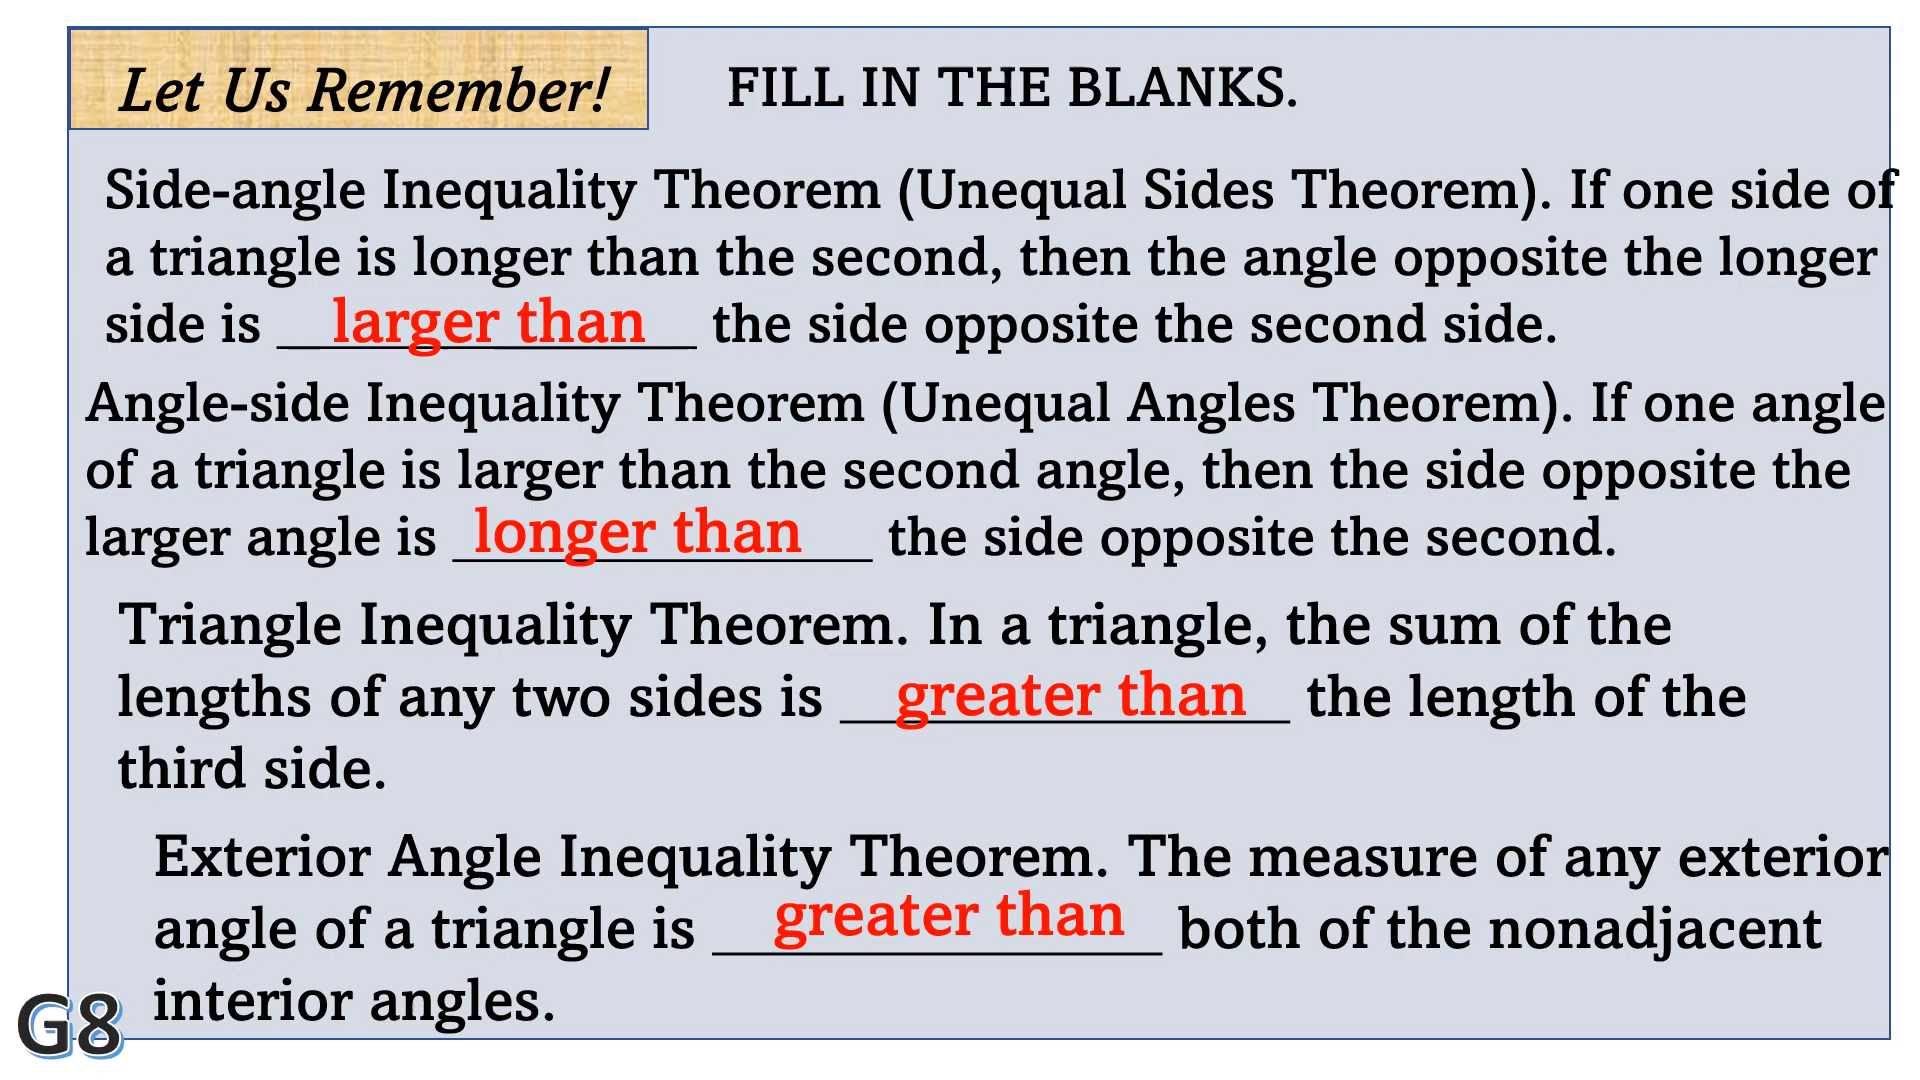 Let Us Remember!
FILL IN THE BLANKS.
Side-angle Inequality Theorem (Unequal Sides Theorem). If one side of
a triangle is longer than the second, then the angle opposite the longer
side is larger than the side opposite the second side.
Angle-side Inequality Theorem (Unequal Angles Theorem). If one angle
of a triangle is larger than the second angle, then the side opposite the
larger angle is longer than the side opposite the second.
Triangle Inequality Theorem. In a triangle, the sum of the
lengths of any two sides is greater than the length of the
third side.
Exterior Angle Inequality Theorem. The measure of any exterior
angle of a triangle is greater than both of the nonadjacent
interior angles.
G8